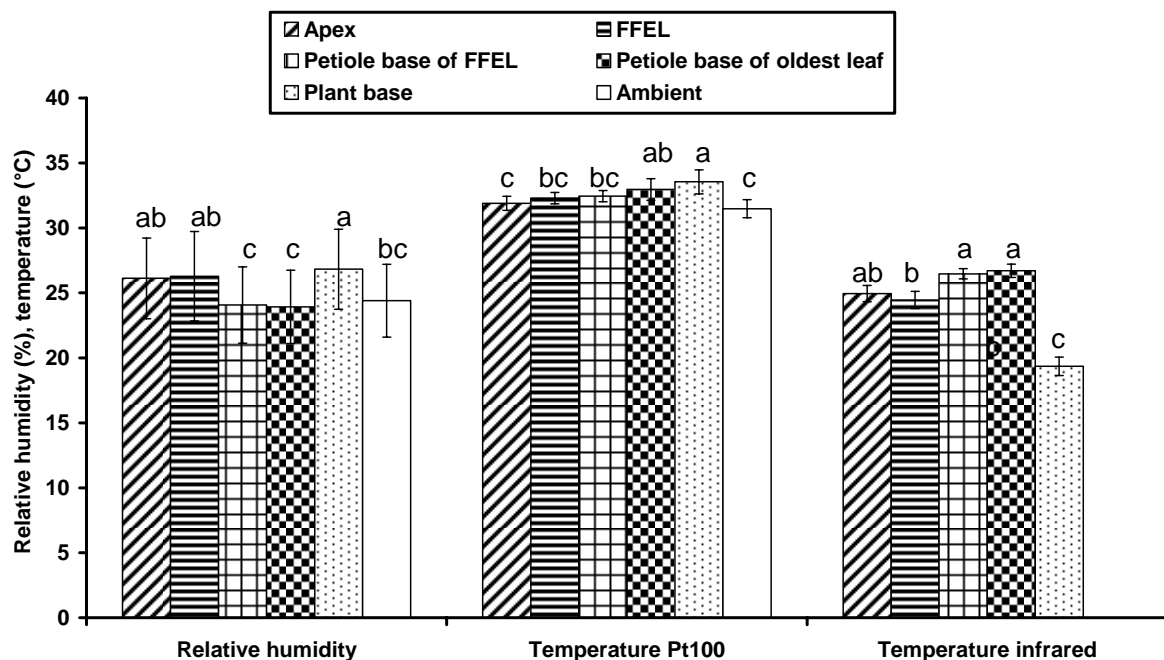 Apex FFEL
Petiole base of FFEL Petiole base of oldest leaf
Plant base Ambient
Relative humidity (%), temperature (°C)
40
35
30
25
20
15
10
5
0
ab ab c c a bc
c bc bc ab a c
ab b a a c
Relative humidity Temperature Pt100 Temperature infrared